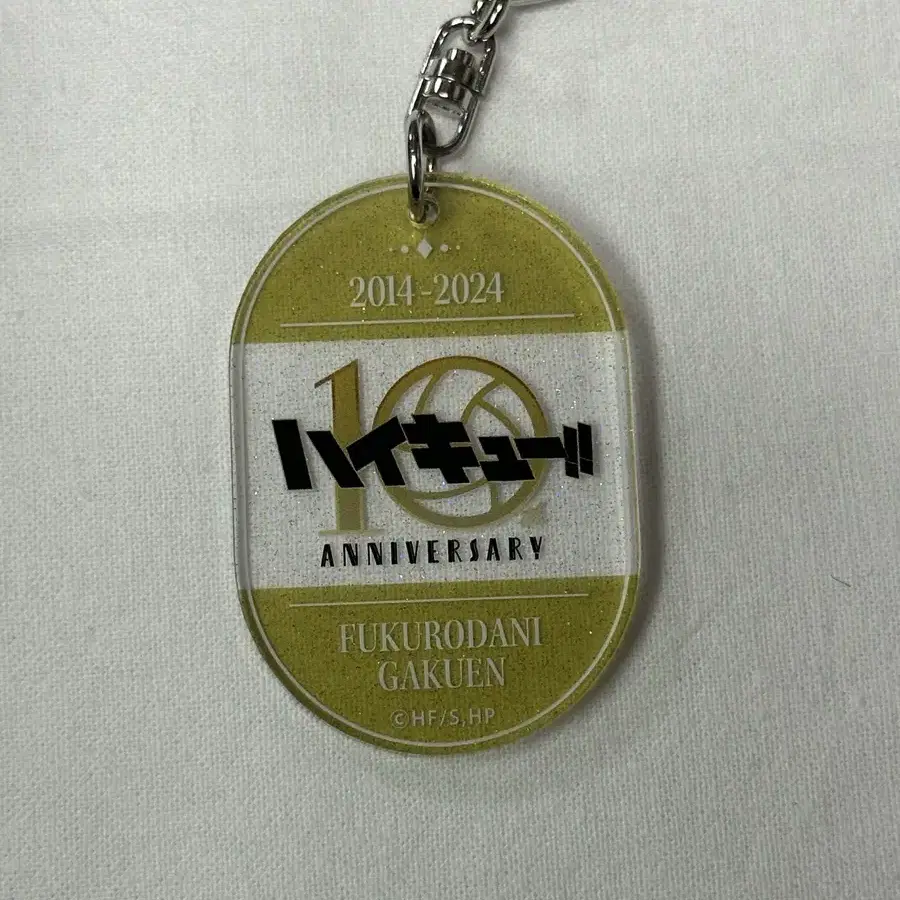 2014-2024
10
ハイキュー!!
ANNIVERSARY
FUKURODANI
GAKUEN
©HF/S,HP